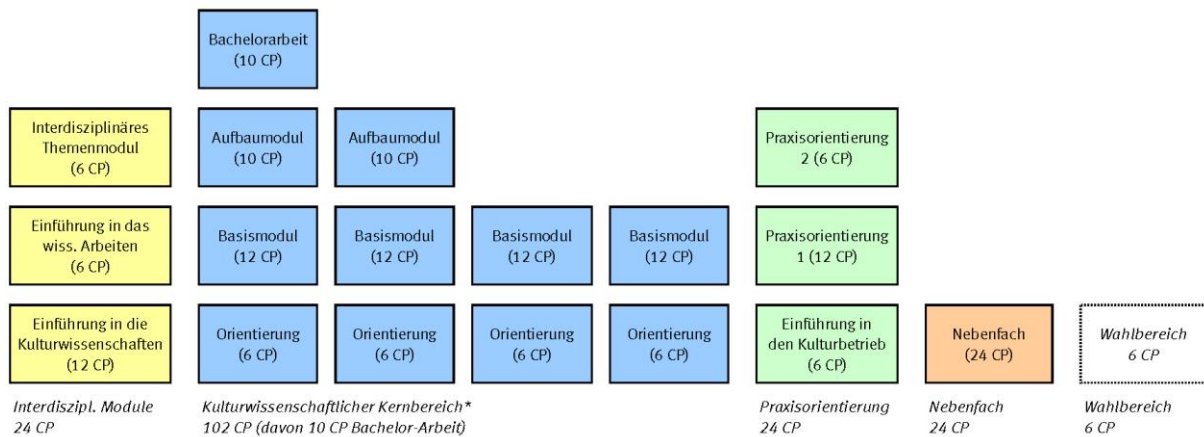 Bachelorarbeit
(10 CP)
Interdisziplinäres
Themenmodul
(6 CP)
Aufbaumodul
(10 CP)
Aufbaumodul
(10 CP)
Praxisorientierung
2 (6 CP)
Einführung in das
wiss. Arbeiten
(6 CP)
Basismodul
(12 CP)
Basismodul
(12 CP)
Basismodul
(12 CP)
Basismodul
(12 CP)
Praxisorientierung
1 (12 CP)
Einführung in die
Kulturwissenschaften
(12 CP)
Orientierung
(6 CP)
Orientierung
(6 CP)
Orientierung
(6 CP)
Orientierung
(6 CP)
Einführung in
den Kulturbetrieb
(6 CP)
Nebenfach
(24 CP)
Wahlbereich
6 CP
Interdiszipl. Module
24 CP
Kulturwissenschaftlicher Kernbereich*
102 CP (davon 10 CP Bachelor-Arbeit)
Praxisorientierung
24 CP
Nebenfach
24 CP
Wahlbereich
6 CP